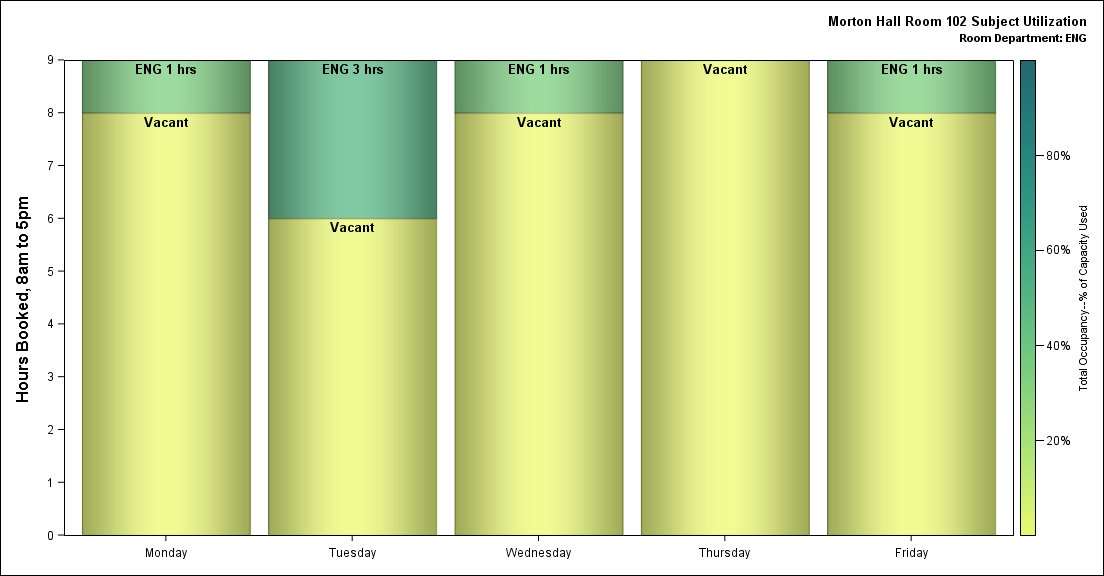 Morton Hall Room 102 Subject Utilization
Room Department: ENG
Hours Booked, 8am to 5pm
9
8
7
6
5
4
3
2
1
0
ENG 1 hrs
Vacant
ENG 3 hrs
Vacant
ENG 1 hrs
Vacant
Vacant
ENG 1 hrs
Vacant
Monday
Tuesday
Wednesday
Thursday
Friday
80%
60%
40%
20%
Total Occupancy--% of Capacity Used